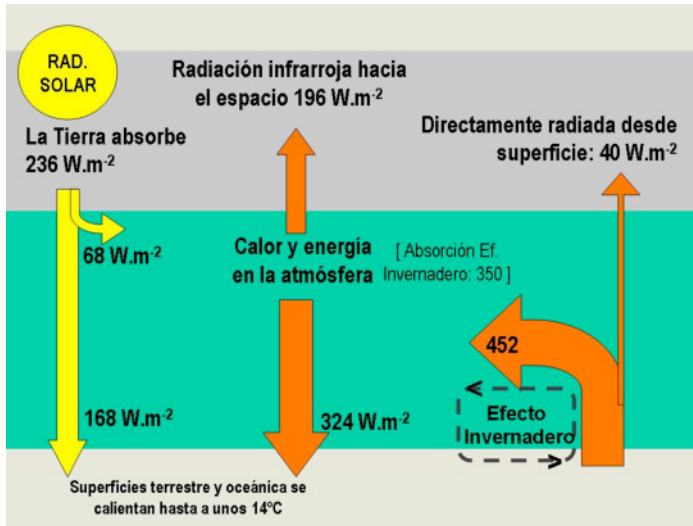 RAD.
SOLAR
La Tierra absorbe
236 W.m-2
68 W.m-2
168 W.m-2
Radiación infrarroja hacia
el espacio 196 W.m-2
Calor y energía
en la atmósfera
[ Absorción Ef.
Invernadero: 350 ]
324 W.m-2
Directamente radiada desde
superficie: 40 W.m-2
452
Efecto
Invernadero
Superficies terrestre y oceánica se
calientan hasta a unos 14ºC